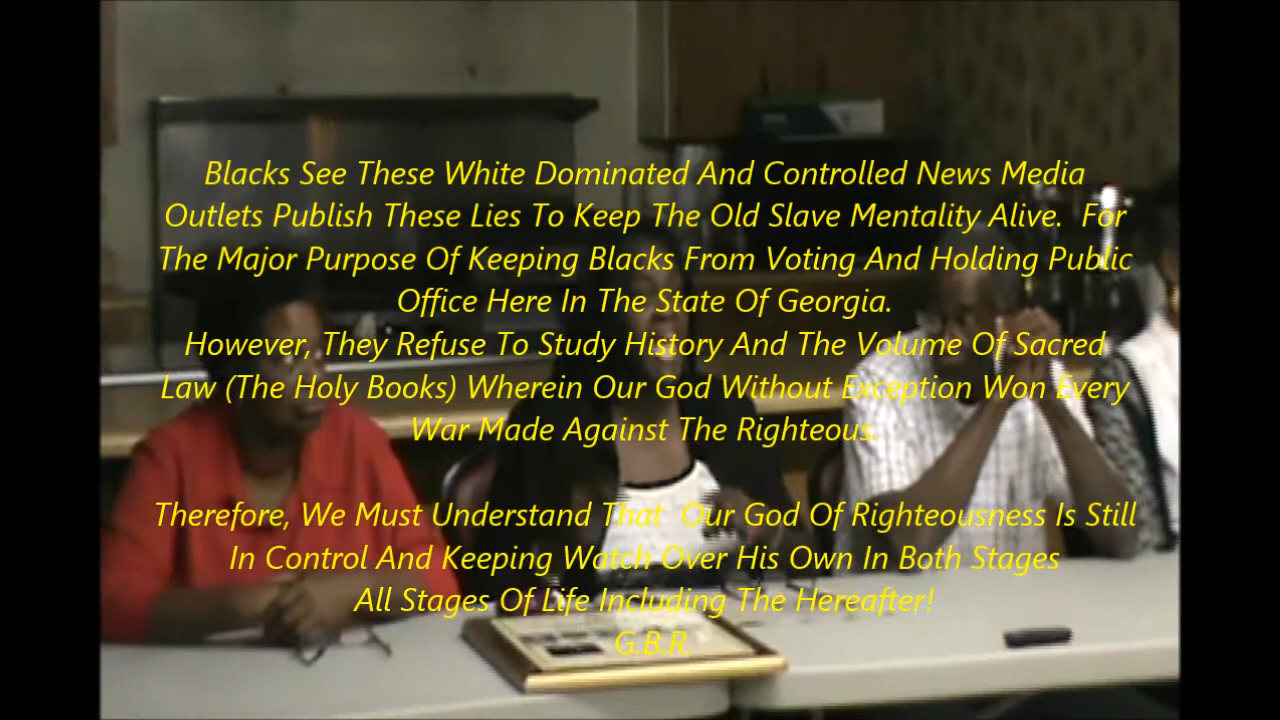 Blacks See These White Dominated And Controlled News Media
Outlets Publish These Lies To Keep The Old Slave Mentality Alive.  For
The Major Purpose Of Keeping Blacks From Voting And Holding Public
Office Here In The State Of Georgia.
However, They Refuse To Study History And The Volume Of Sacred
Law (The Holy Books) Wherein Our God Without Exception Won Every
War Made Against The Righteous.
Therefore, We Must Understand That  Our God Of Righteousness Is Still
In Control And Keeping Watch Over His Own In Both Stages
All Stages Of Life Including The Hereafter!
G.B.R.